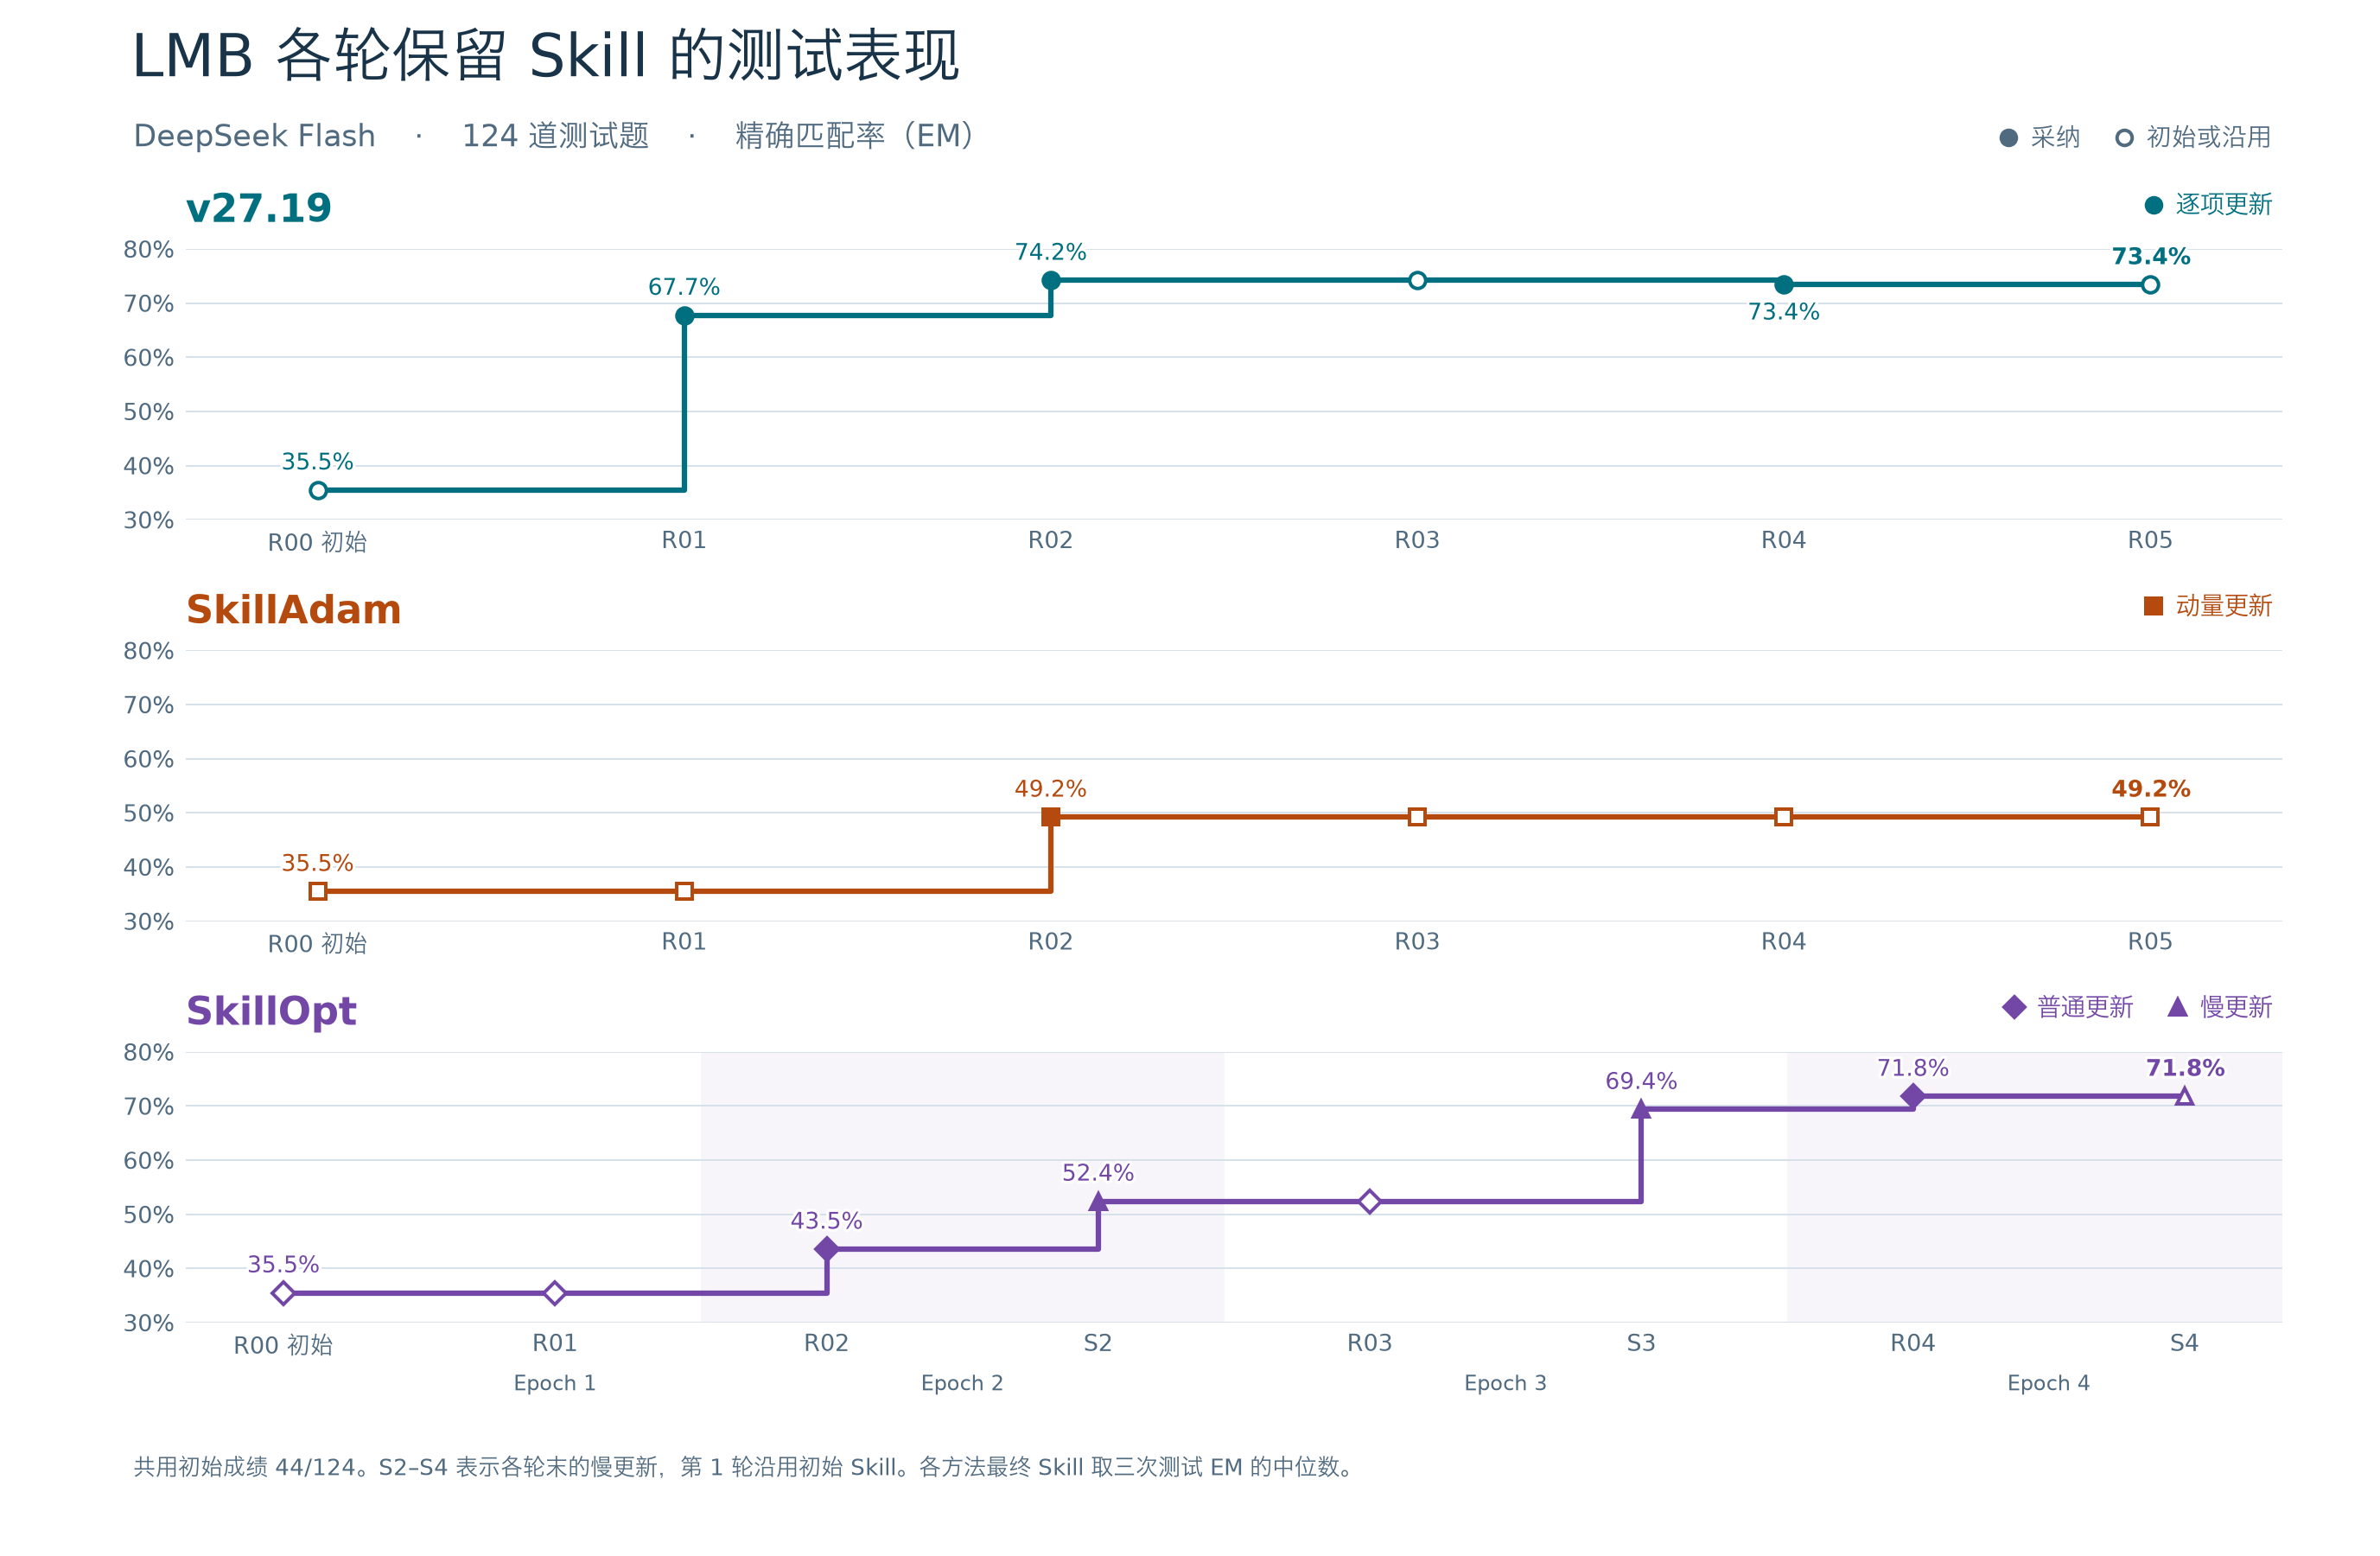 LMB 各轮保留 Skill 的测试表现
DeepSeek Flash · 124 道测试题 · 精确匹配率（EM）
采纳 初始或沿用
v27.19
逐项更新
80%
70%
60%
50%
40%
30%
35.5%
67.7%
74.2%
73.4%
73.4%
R00 初始 R01 R02 R03 R04 R05
SkillAdam
动量更新
80%
70%
60%
50%
40%
30%
35.5%
49.2%
49.2%
R00 初始 R01 R02 R03 R04 R05
SkillOpt
普通更新 慢更新
80%
70%
60%
50%
40%
30%
35.5%
43.5%
52.4%
69.4%
71.8%
71.8%
R00 初始 R01 R02 S2 R03 S3 R04 S4
Epoch 1 Epoch 2 Epoch 3 Epoch 4
共用初始成绩 44/124。S2–S4 表示各轮末的慢更新，第 1 轮沿用初始 Skill。各方法最终 Skill 取三次测试 EM 的中位数。